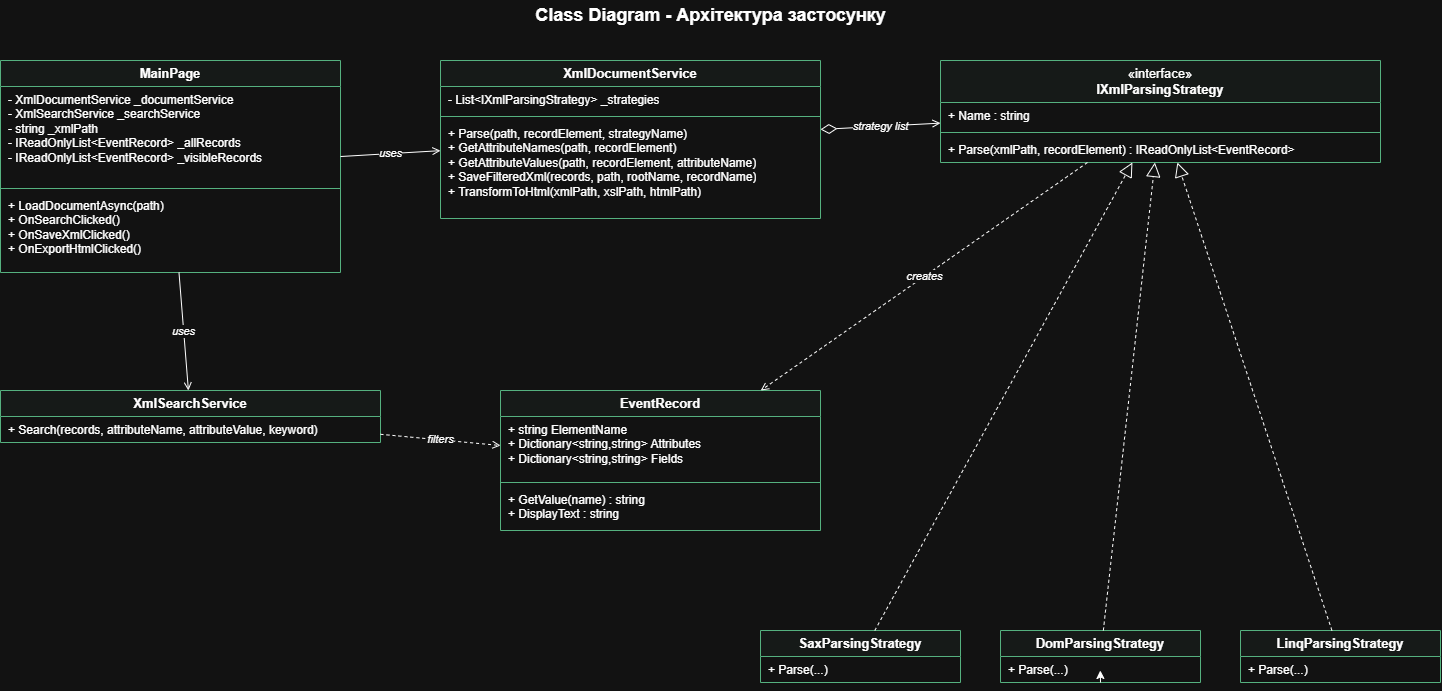 Class Diagram - Архітектура застосунку
MainPage
- XmlDocumentService _documentService
- XmlSearchService _searchService
- string _xmlPath
- IReadOnlyList<EventRecord> _allRecords
- IReadOnlyList<EventRecord> _visibleRecords
+ LoadDocumentAsync(path)
+ OnSearchClicked()
+ OnSaveXmlClicked()
+ OnExportHtmlClicked()
uses
XmlDocumentService
- List<IXmlParsingStrategy> _strategies
+ Parse(path, recordElement, strategyName)
+ GetAttributeNames(path, recordElement)
+ GetAttributeValues(path, recordElement, attributeName)
+ SaveFilteredXml(records, path, rootName, recordName)
+ TransformToHtml(xmlPath, xslPath, htmlPath)
strategy list
«interface»
IXmlParsingStrategy
+ Name : string
+ Parse(xmlPath, recordElement) : IReadOnlyList<EventRecord>
creates
uses
XmlSearchService
+ Search(records, attributeName, attributeValue, keyword)
filters
EventRecord
+ string ElementName
+ Dictionary<string,string> Attributes
+ Dictionary<string,string> Fields
+ GetValue(name) : string
+ DisplayText : string
SaxParsingStrategy
+ Parse(...)
DomParsingStrategy
+ Parse(...)
LinqParsingStrategy
+ Parse(...)